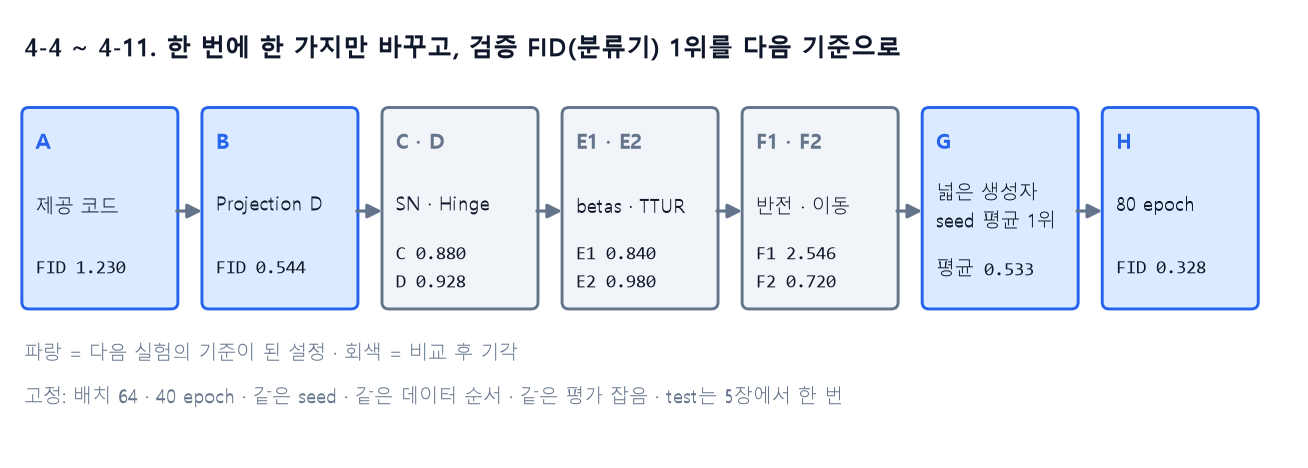 4-4 ~ 4-11. 한 번에 한 가지만 바꾸고, 검증 FID(분류기) 1위를 다음 기준으로
A
제공 코드
FID 1.230
B
Projection D
FID 0.544
C · D
SN · Hinge
C 0.880
D 0.928
E1 · E2
betas · TTUR
E1 0.840
E2 0.980
F1 · F2
반전 · 이동
F1 2.546
F2 0.720
G
넓은 생성자
seed 평균 1위
평균 0.533
H
80 epoch
FID 0.328
파랑 = 다음 실험의 기준이 된 설정 · 회색 = 비교 후 기각
고정: 배치 64 · 40 epoch · 같은 seed · 같은 데이터 순서 · 같은 평가 잡음 · test는 5장에서 한 번